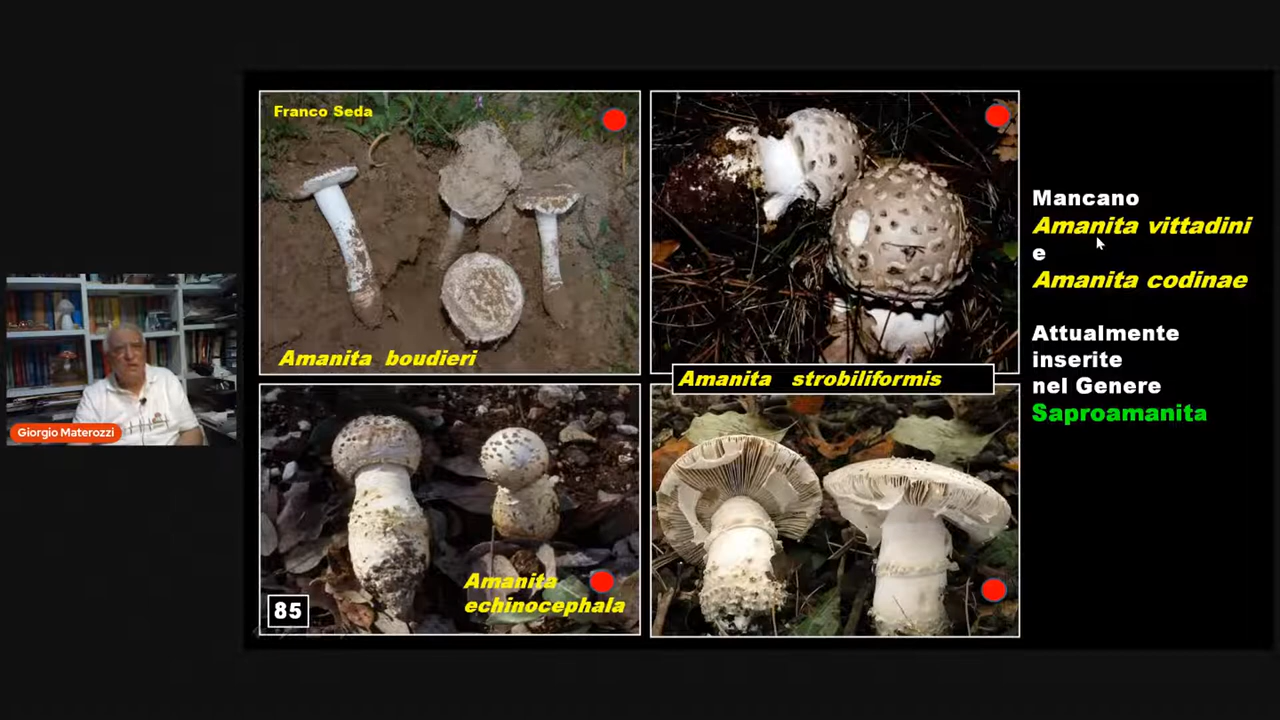 Franco Seda
Amanita boudieri
Amanita strobiliformis
Amanita
echinocephala
85
Mancano
Amanita vittadini
e
Amanita codinae
Attualmente
inserite
nel Genere
Saproamanita
Giorgio Materozzi